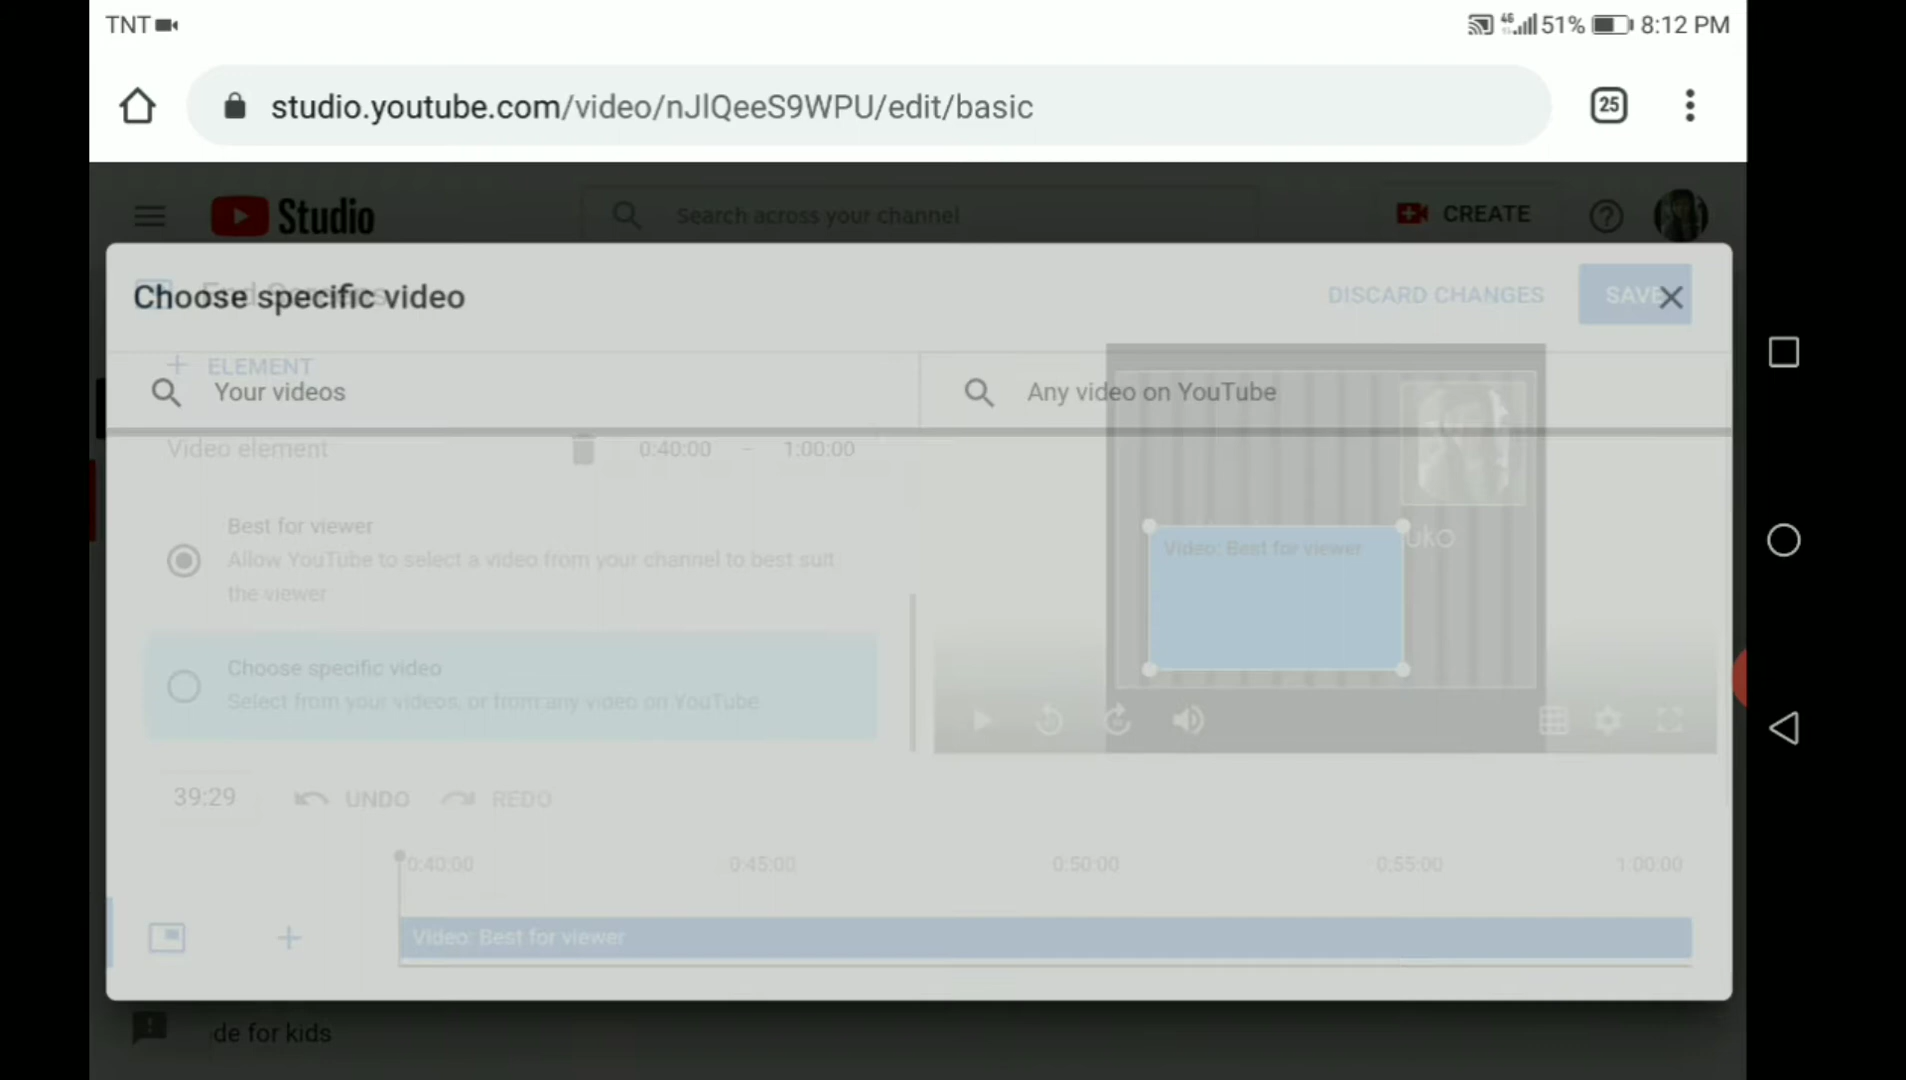 TNT
4G 51% 8:12 PM
studio.youtube.com/video/nJlQeeS9WPU/edit/basic
25
Studio
Search across your channel
CREATE
Choose specific video
End Screens
DISCARD CHANGES
SAVE
ELEMENT
Your videos
Any video on YouTube
Video element
0:40:00 – 1:00:00
Best for viewer
Allow YouTube to select a video from your channel to best suit
the viewer
Choose specific video
Select from your videos, or from any video on YouTube
Video: Best for viewer
uko
39:29
UNDO
REDO
0:40:00 0:45:00 0:50:00 0:55:00 1:00:00
Video: Best for viewer
de for kids